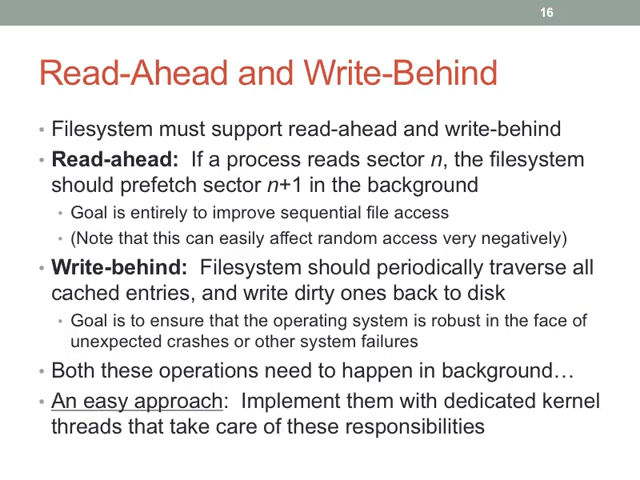 16
Read-Ahead and Write-Behind
• Filesystem must support read-ahead and write-behind
• Read-ahead: If a process reads sector n, the filesystem
should prefetch sector n+1 in the background
• Goal is entirely to improve sequential file access
• (Note that this can easily affect random access very negatively)
• Write-behind: Filesystem should periodically traverse all
cached entries, and write dirty ones back to disk
• Goal is to ensure that the operating system is robust in the face of
unexpected crashes or other system failures
• Both these operations need to happen in background…
• An easy approach: Implement them with dedicated kernel
threads that take care of these responsibilities